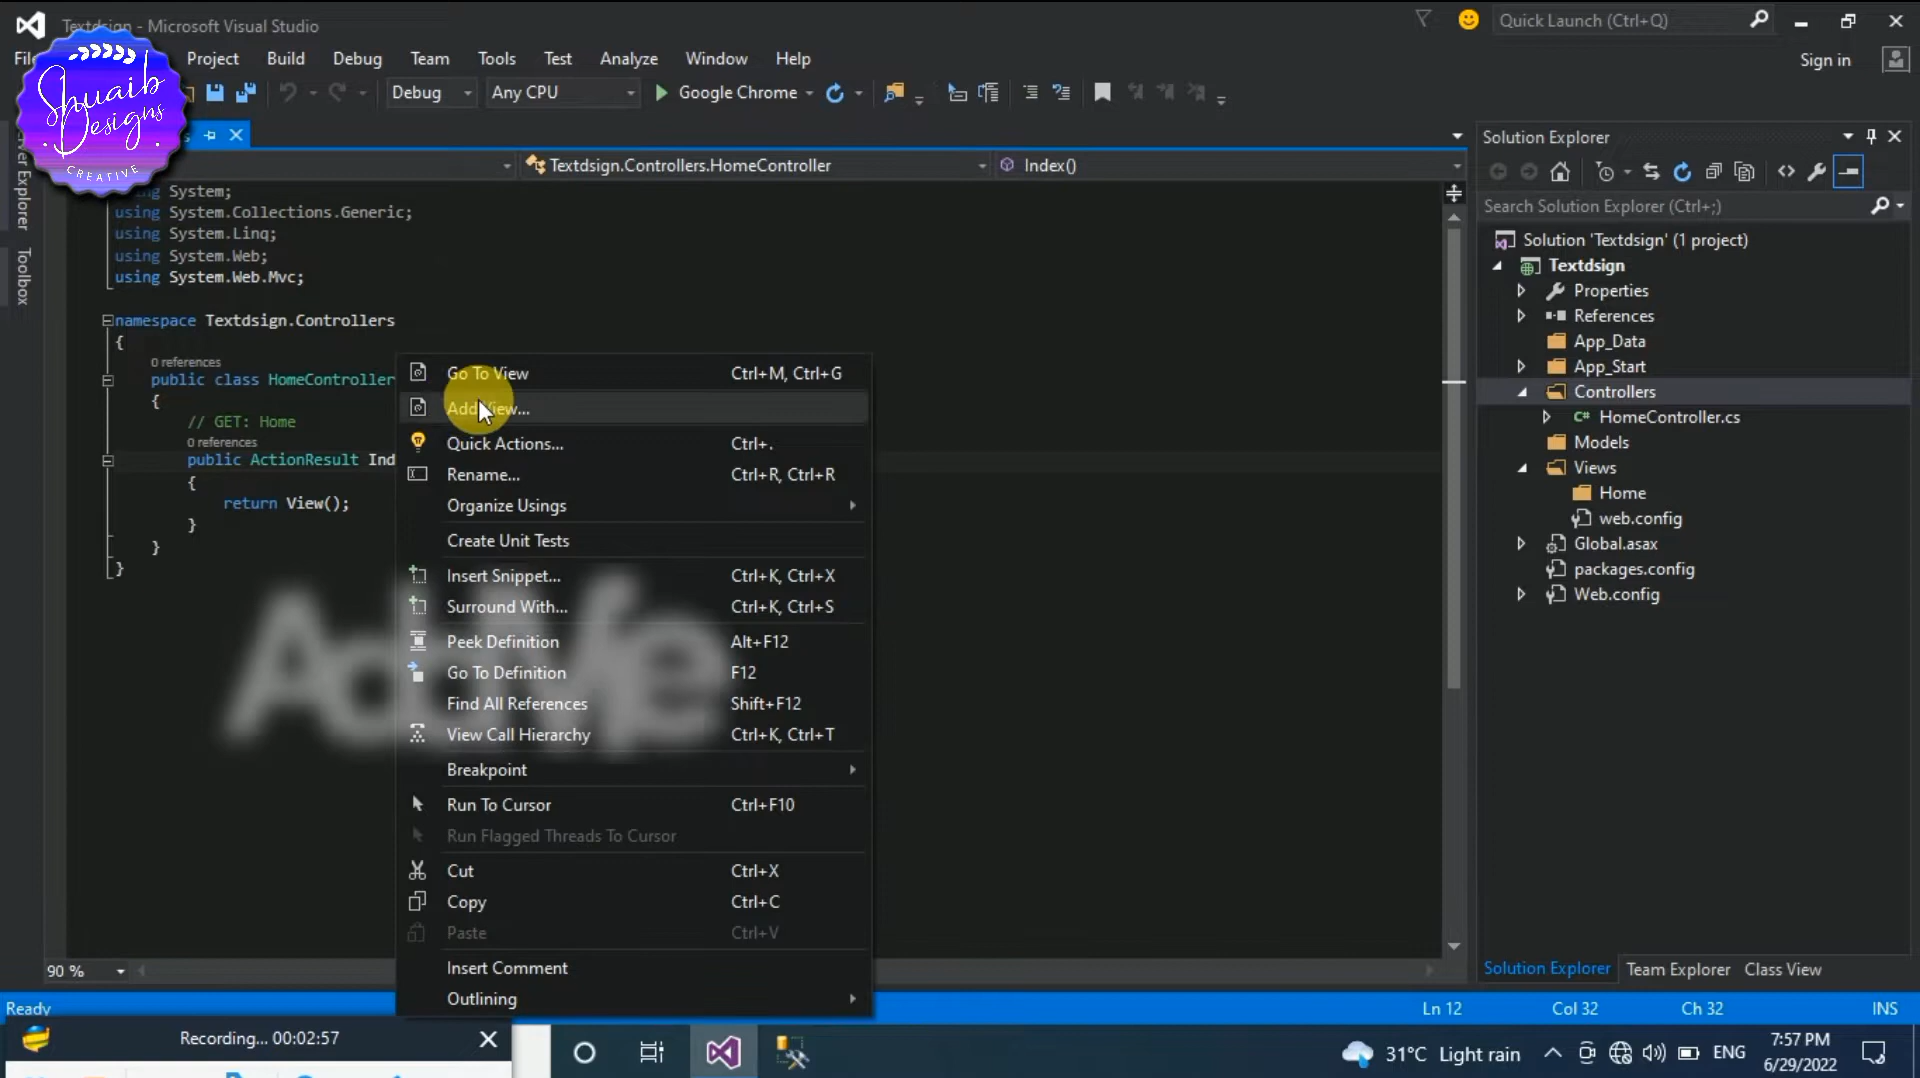 Textdsign - Microsoft Visual Studio
Quick Launch (Ctrl+Q)
Project Build Debug Team Tools Test Analyze Window Help
Sign in
Shuaib
Designs
CREATIVE
Debug Any CPU Google Chrome
Textdsign.Controllers.HomeController Index()
Server Explorer
Toolbox
System;
using System.Collections.Generic;
using System.Linq;
using System.Web;
using System.Web.Mvc;
namespace Textdsign.Controllers
{
0 references
public class HomeController
{
// GET: Home
0 references
public ActionResult Ind
{
return View();
}
}
}
Go To View Ctrl+M, Ctrl+G
Add View...
Quick Actions... Ctrl+.
Rename... Ctrl+R, Ctrl+R
Organize Usings
Create Unit Tests
Insert Snippet... Ctrl+K, Ctrl+X
Surround With... Ctrl+K, Ctrl+S
Peek Definition Alt+F12
Go To Definition F12
Find All References Shift+F12
View Call Hierarchy Ctrl+K, Ctrl+T
Breakpoint
Run To Cursor Ctrl+F10
Run Flagged Threads To Cursor
Cut Ctrl+X
Copy Ctrl+C
Paste Ctrl+V
Insert Comment
Outlining
Solution Explorer
Search Solution Explorer (Ctrl+;)
Solution 'Textdsign' (1 project)
Textdsign
Properties
References
App_Data
App_Start
Controllers
C# HomeController.cs
Models
Views
Home
web.config
Global.asax
packages.config
Web.config
Solution Explorer Team Explorer Class View
90 %
Ready
Ln 12 Col 32 Ch 32 INS
Recording... 00:02:57
31°C Light rain
ENG
7:57 PM
6/29/2022